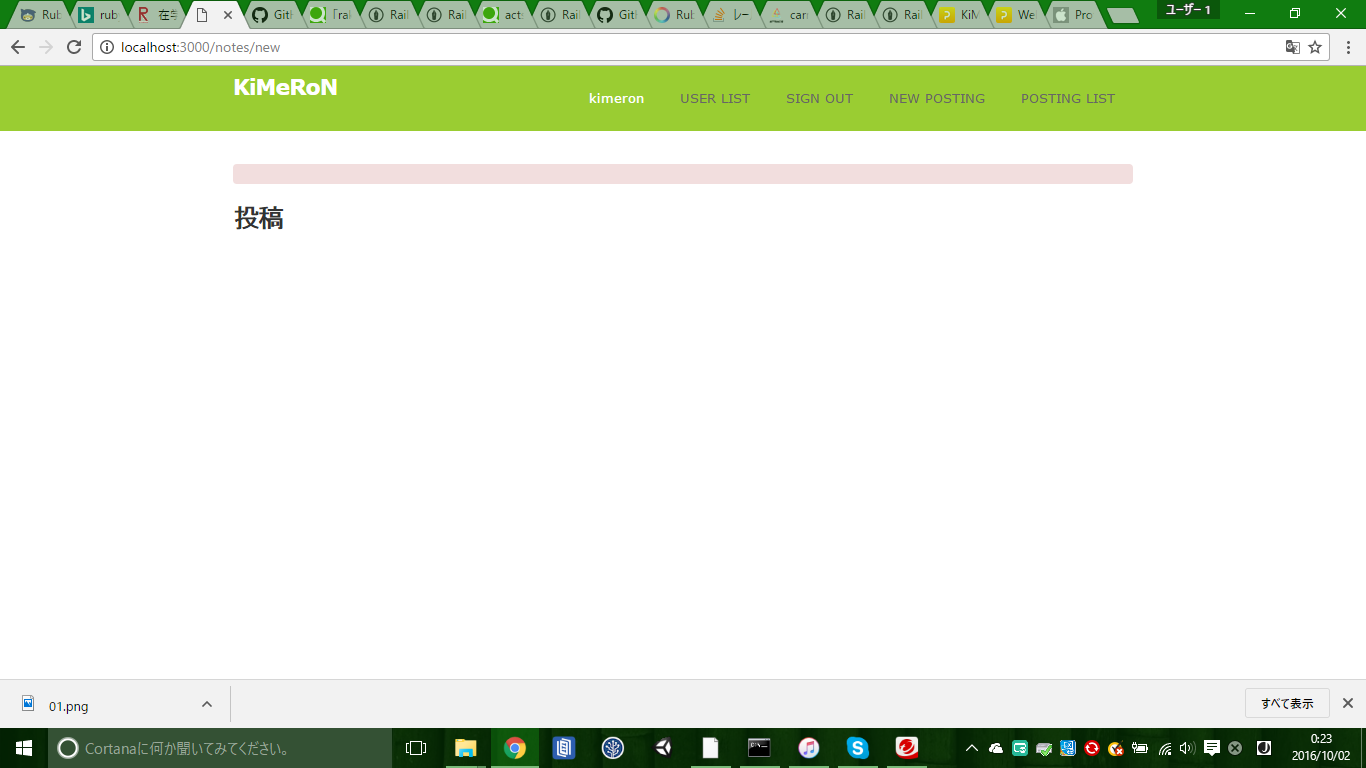 Rub
rub
在学
Gith
「rak
Rail
Rail
acts
Rail
Gith
Rub
レー
carr
Rail
Rail
KiM
We
Pro
ユーザー 1
localhost:3000/notes/new
KiMeRoN
kimeron
USER LIST
SIGN OUT
NEW POSTING
POSTING LIST
投稿
01.png
すべて表示
Cortanaに何か聞いてみてください。
0:23
2016/10/02